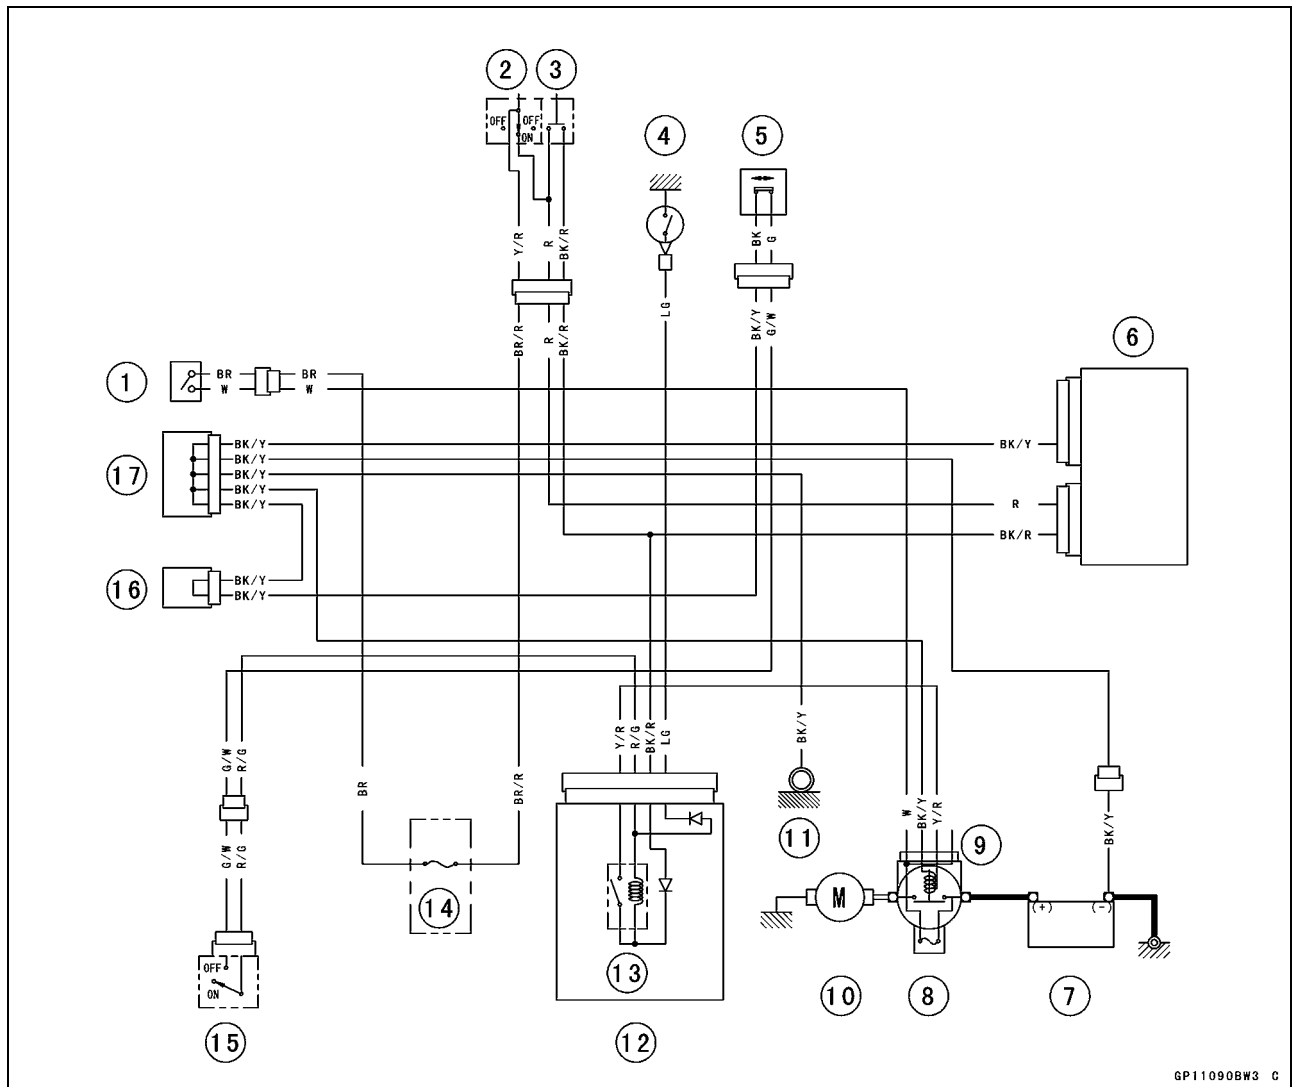 2 3
OFF OFF
ON
4 5
Y/R R BK/R
BK G
LG
BR/R R BK/R
BK/Y G/W
6
1
BR BR
W W
17
BK/Y BK/Y
BK/Y
BK/Y
BK/Y
BK/Y
R
BK/R
16
BK/Y
BK/Y
G/W R/G
Y/R R/G BK/R LG
BK/Y
BR
BR/R
W BK/Y Y/R
BK/Y
G/W R/G
11 9
14
M
(+) (-)
OFF
ON
13
10 8 7
15 12
GP11090BW3 C